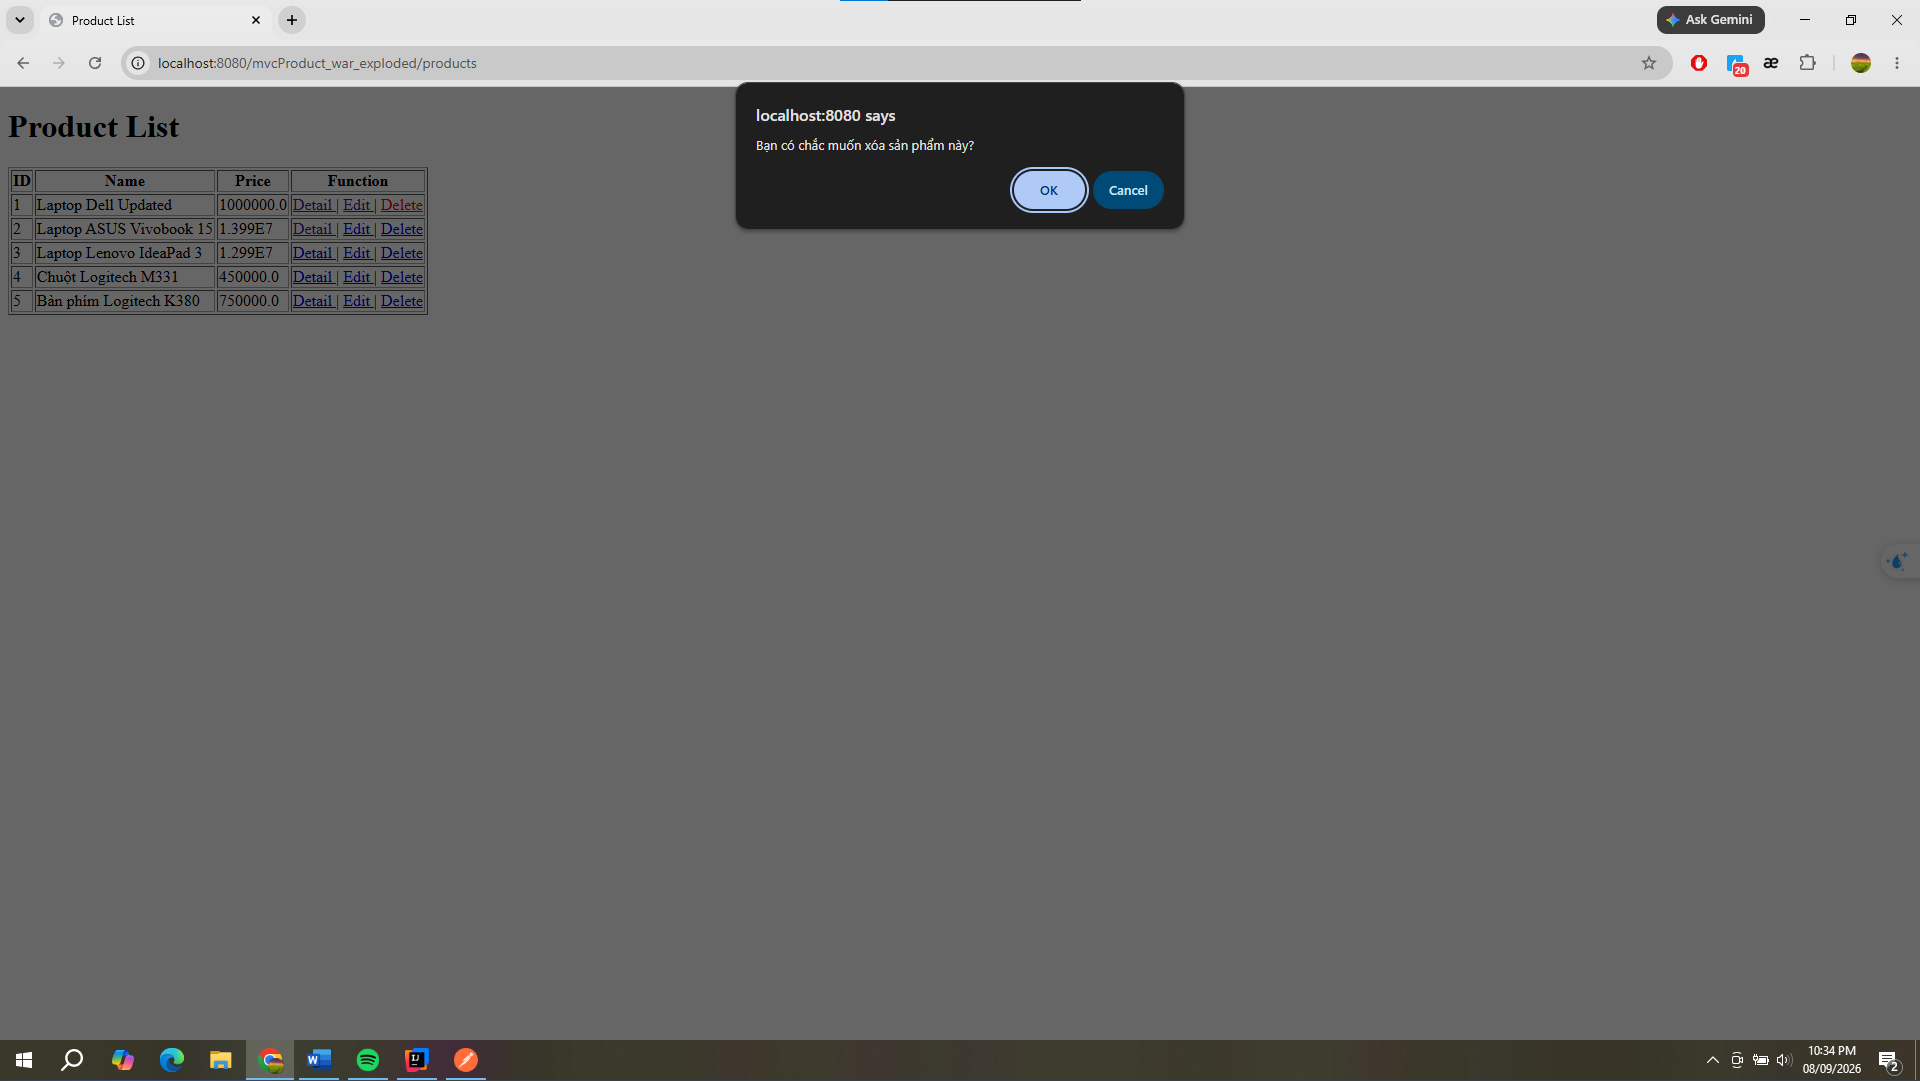 Product List
Ask Gemini
localhost:8080/mvcProduct_war_exploded/products
20
localhost:8080 says
Bạn có chắc muốn xóa sản phẩm này?
OK
Cancel
Product List
ID Name Price Function
1 Laptop Dell Updated 1000000.0 Detail | Edit | Delete
2 Laptop ASUS Vivobook 15 1.399E7 Detail | Edit | Delete
3 Laptop Lenovo IdeaPad 3 1.299E7 Detail | Edit | Delete
4 Chuột Logitech M331 450000.0 Detail | Edit | Delete
5 Bàn phím Logitech K380 750000.0 Detail | Edit | Delete
10:34 PM
08/09/2026
2